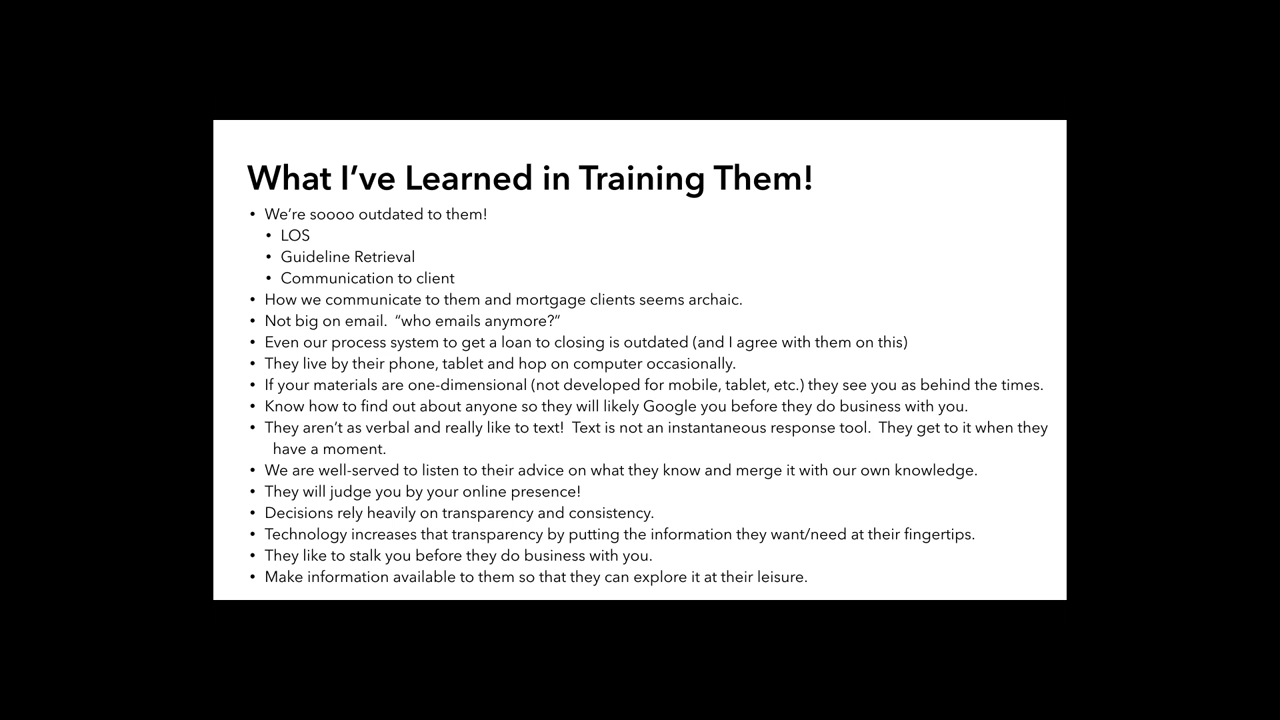 What I’ve Learned in Training Them!
• We’re soooo outdated to them!
• LOS
• Guideline Retrieval
• Communication to client
• How we communicate to them and mortgage clients seems archaic.
• Not big on email.  “who emails anymore?”
• Even our process system to get a loan to closing is outdated (and I agree with them on this)
• They live by their phone, tablet and hop on computer occasionally.
• If your materials are one-dimensional (not developed for mobile, tablet, etc.) they see you as behind the times.
• Know how to find out about anyone so they will likely Google you before they do business with you.
• They aren’t as verbal and really like to text!  Text is not an instantaneous response tool.  They get to it when they
have a moment.
• We are well-served to listen to their advice on what they know and merge it with our own knowledge.
• They will judge you by your online presence!
• Decisions rely heavily on transparency and consistency.
• Technology increases that transparency by putting the information they want/need at their fingertips.
• They like to stalk you before they do business with you.
• Make information available to them so that they can explore it at their leisure.